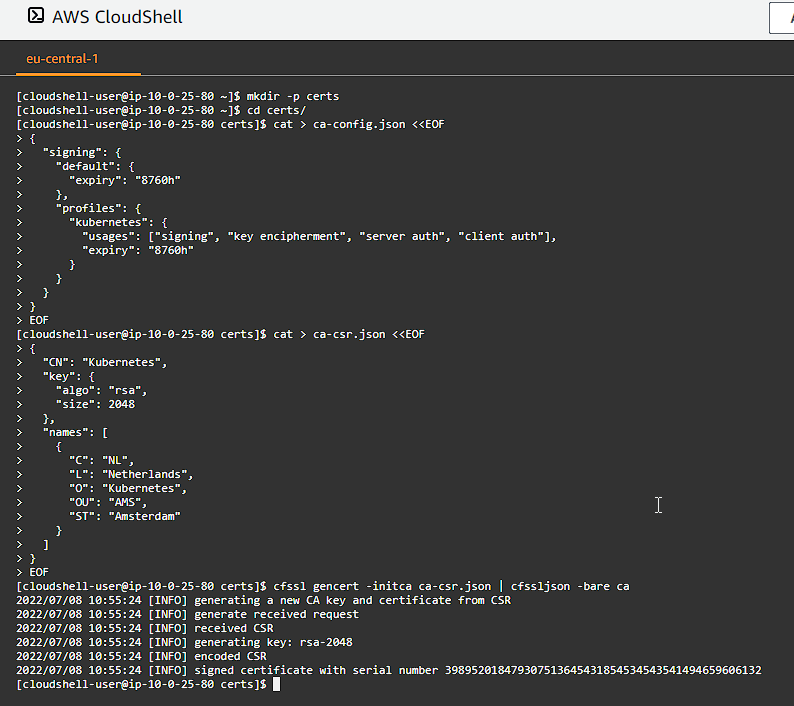 AWS CloudShell
A
eu-central-1
[cloudshell-user@ip-10-0-25-80 ~]$ mkdir -p certs
[cloudshell-user@ip-10-0-25-80 ~]$ cd certs/
[cloudshell-user@ip-10-0-25-80 certs]$ cat > ca-config.json <<EOF
> {
>   "signing": {
>     "default": {
>       "expiry": "8760h"
>     },
>     "profiles": {
>       "kubernetes": {
>         "usages": ["signing", "key encipherment", "server auth", "client auth"],
>         "expiry": "8760h"
>       }
>     }
>   }
> }
> EOF
[cloudshell-user@ip-10-0-25-80 certs]$ cat > ca-csr.json <<EOF
> {
>   "CN": "Kubernetes",
>   "key": {
>     "algo": "rsa",
>     "size": 2048
>   },
>   "names": [
>     {
>       "C": "NL",
>       "L": "Netherlands",
>       "O": "Kubernetes",
>       "OU": "AMS",
>       "ST": "Amsterdam"
>     }
>   ]
> }
> EOF
[cloudshell-user@ip-10-0-25-80 certs]$ cfssl gencert -initca ca-csr.json | cfssljson -bare ca
2022/07/08 10:55:24 [INFO] generating a new CA key and certificate from CSR
2022/07/08 10:55:24 [INFO] generate received request
2022/07/08 10:55:24 [INFO] received CSR
2022/07/08 10:55:24 [INFO] generating key: rsa-2048
2022/07/08 10:55:24 [INFO] encoded CSR
2022/07/08 10:55:24 [INFO] signed certificate with serial number 398952018479307513645431854534543541494659606132
[cloudshell-user@ip-10-0-25-80 certs]$